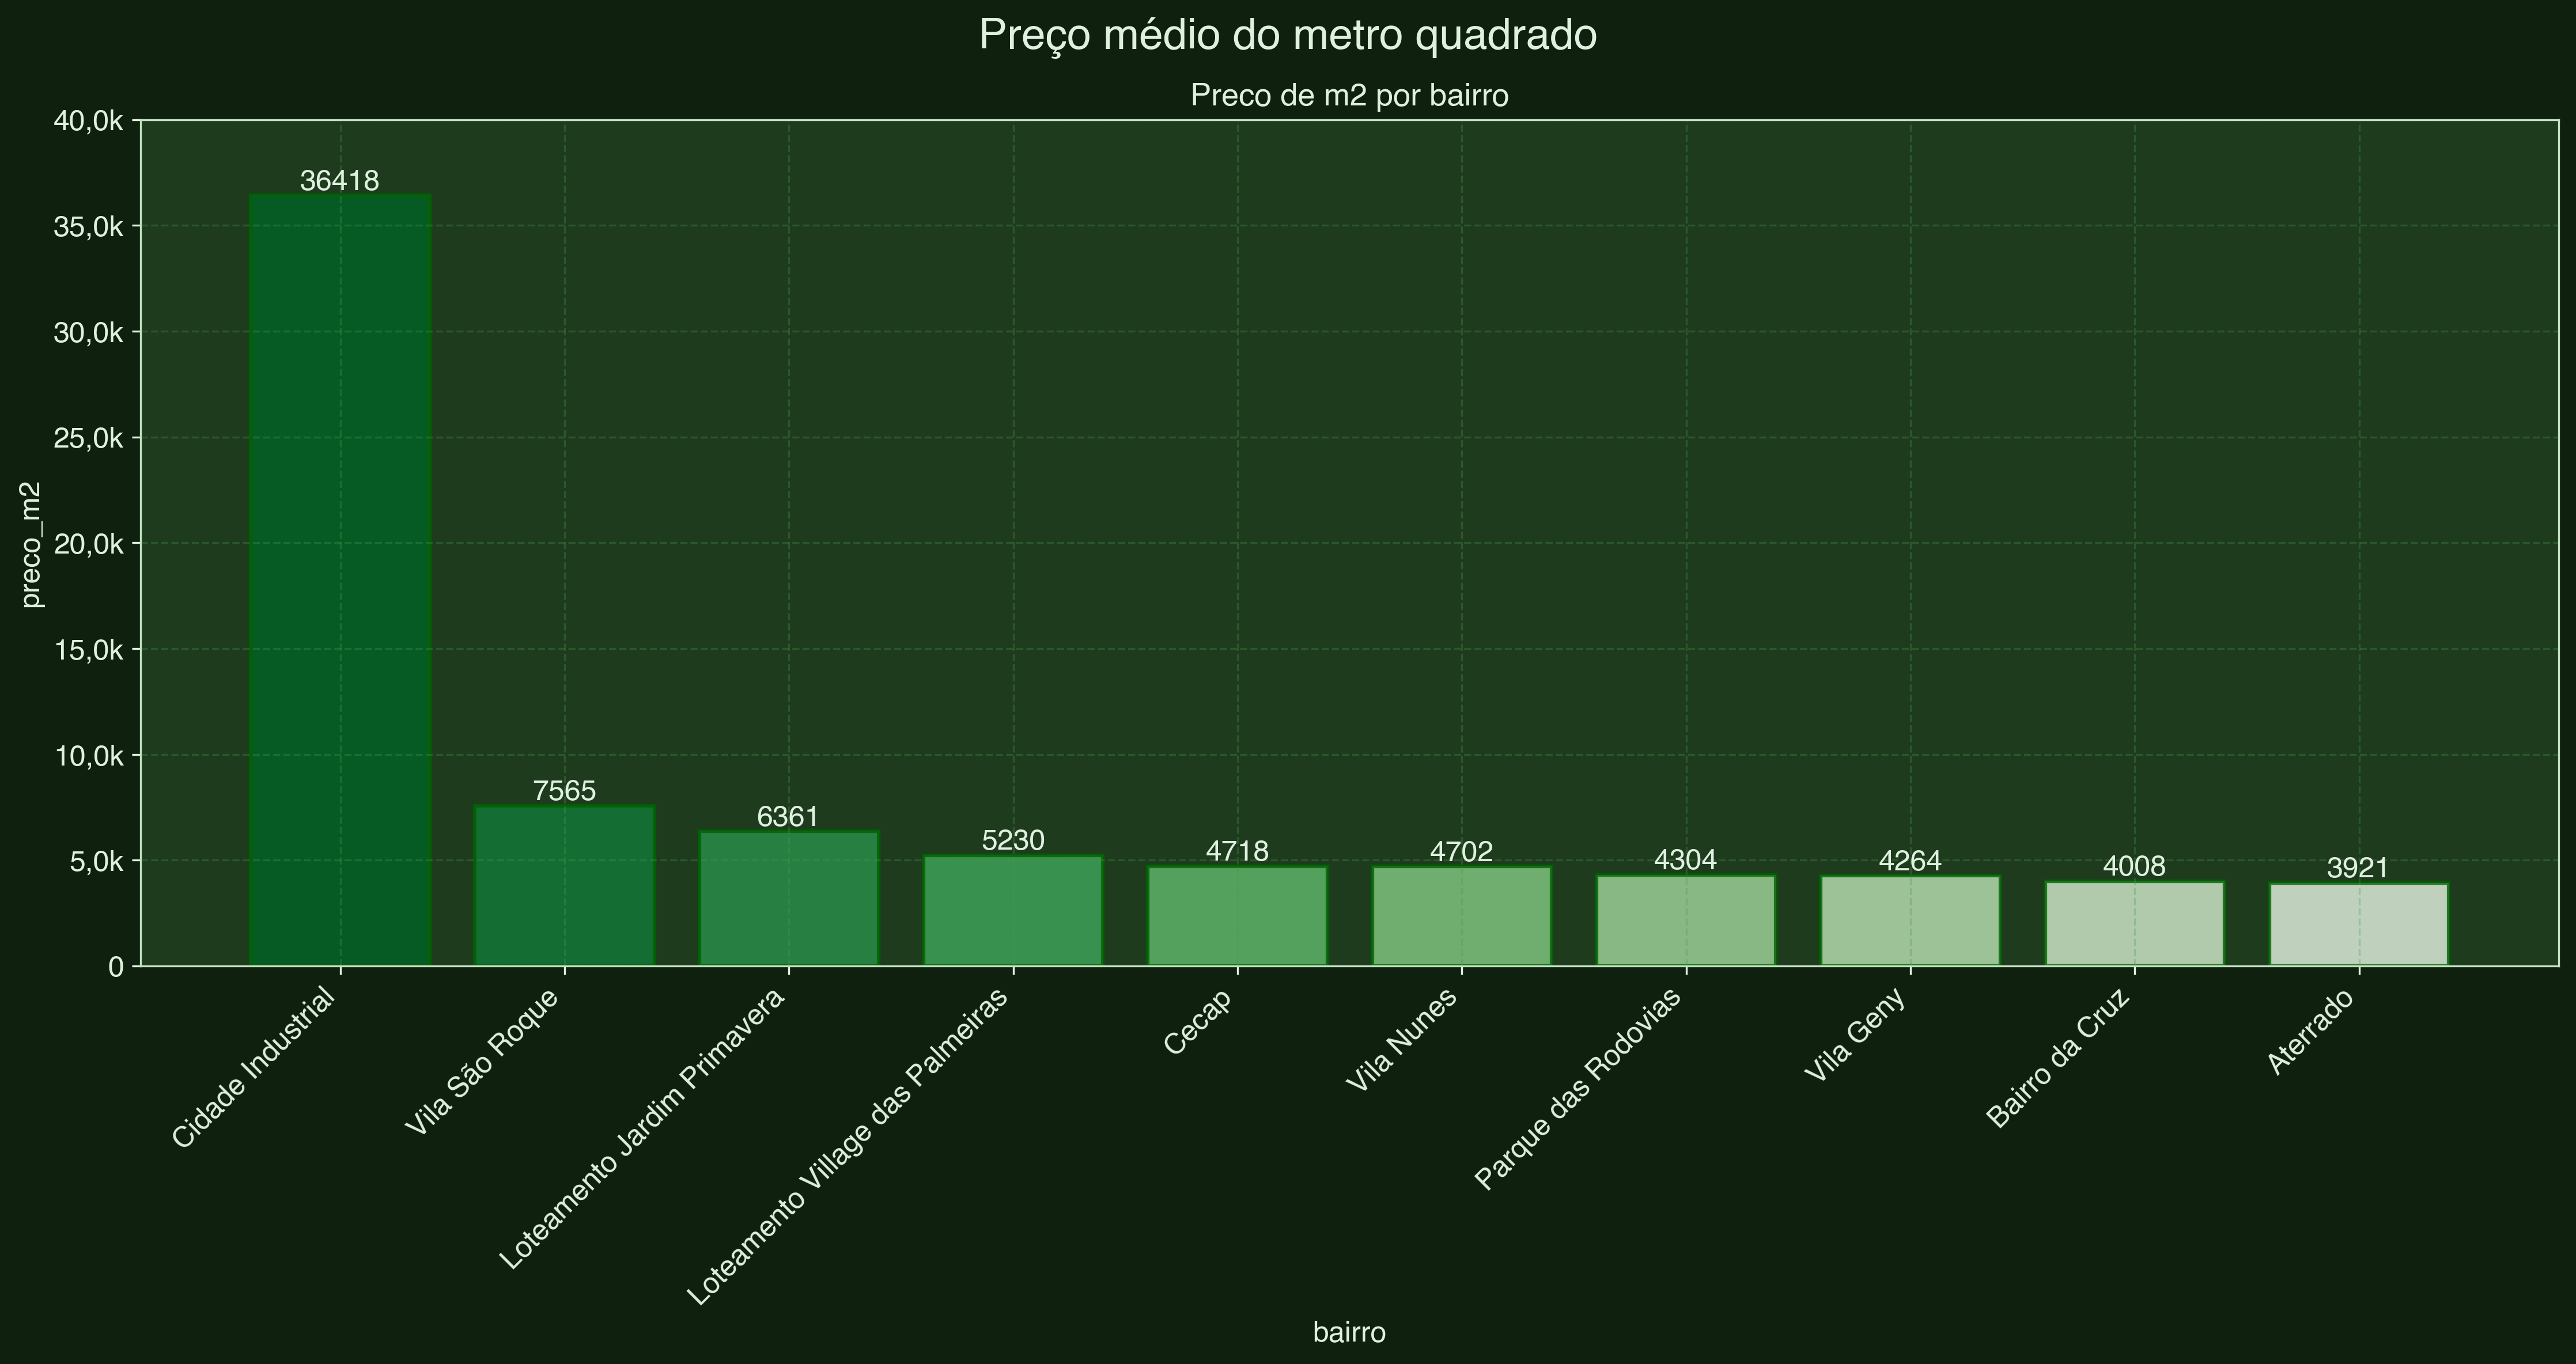 Preço médio do metro quadrado
Preco de m2 por bairro
40,0k
35,0k
30,0k
25,0k
20,0k
15,0k
10,0k
5,0k
0
preco_m2
36418
7565
6361
5230
4718
4702
4304
4264
4008
3921
Cidade Industrial
Vila São Roque
Loteamento Jardim Primavera
Loteamento Village das Palmeiras
Cecap
Vila Nunes
Parque das Rodovias
Vila Geny
Bairro da Cruz
Aterrado
bairro